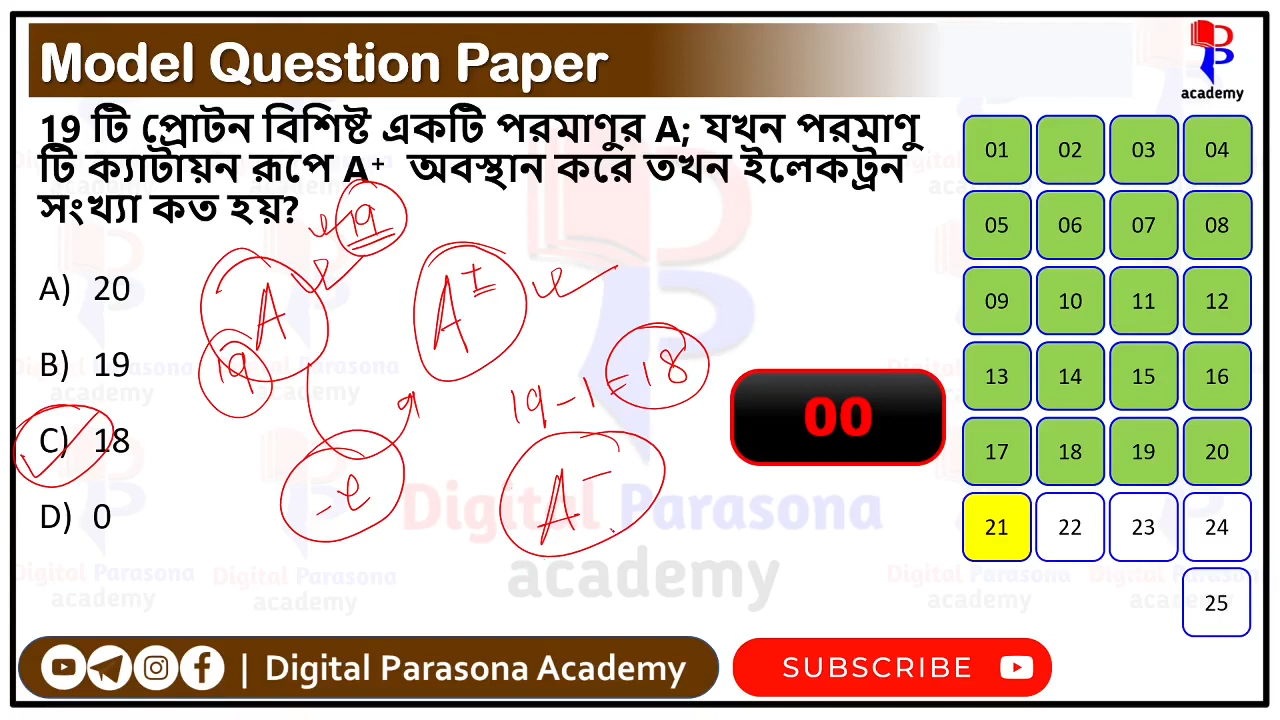 Model Question Paper
academy
19 টি প্রোটন বিশিষ্ট একটি পরমাণুর A; যখন পরমাণু
টি ক্যাটায়ন রূপে A⁺ অবস্থান করে তখন ইলেকট্রন
সংখ্যা কত হয়?
A) 20
B) 19
C) 18
D) 0
19
A
19
A±
-e
19-1=18
A-
00
01 02 03 04
05 06 07 08
09 10 11 12
13 14 15 16
17 18 19 20
21 22 23 24
25
Digital Parasona
academy
| Digital Parasona Academy
SUBSCRIBE